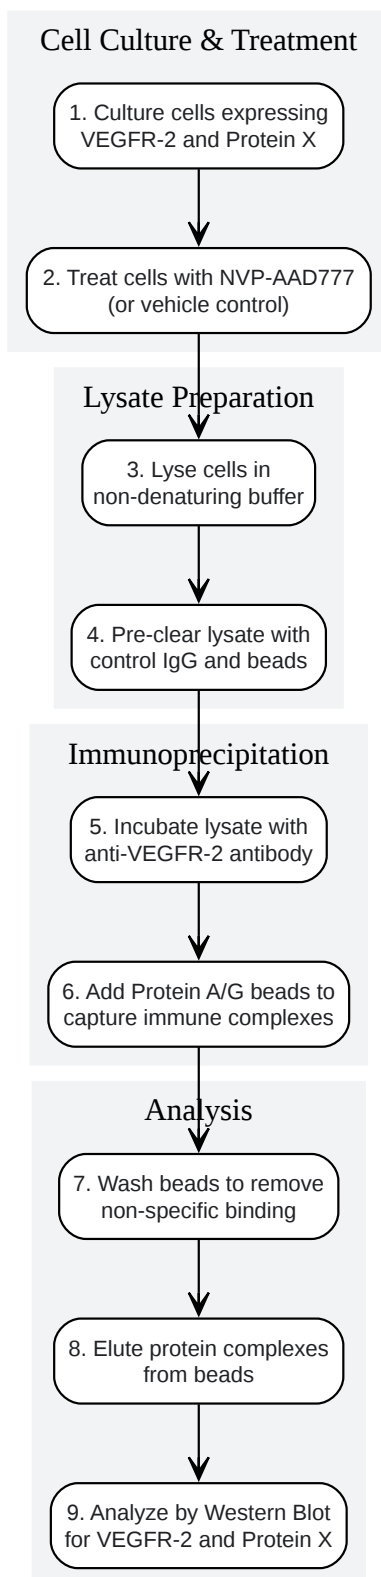 Cell Culture & Treatment
1. Culture cells expressing
VEGFR-2 and Protein X
2. Treat cells with NVP-AAD777
(or vehicle control)
Lysate Preparation
3. Lyse cells in
non-denaturing buffer
4. Pre-clear lysate with
control IgG and beads
Immunoprecipitation
5. Incubate lysate with
anti-VEGFR-2 antibody
6. Add Protein A/G beads to
capture immune complexes
Analysis
7. Wash beads to remove
non-specific binding
8. Elute protein complexes
from beads
9. Analyze by Western Blot
for VEGFR-2 and Protein X